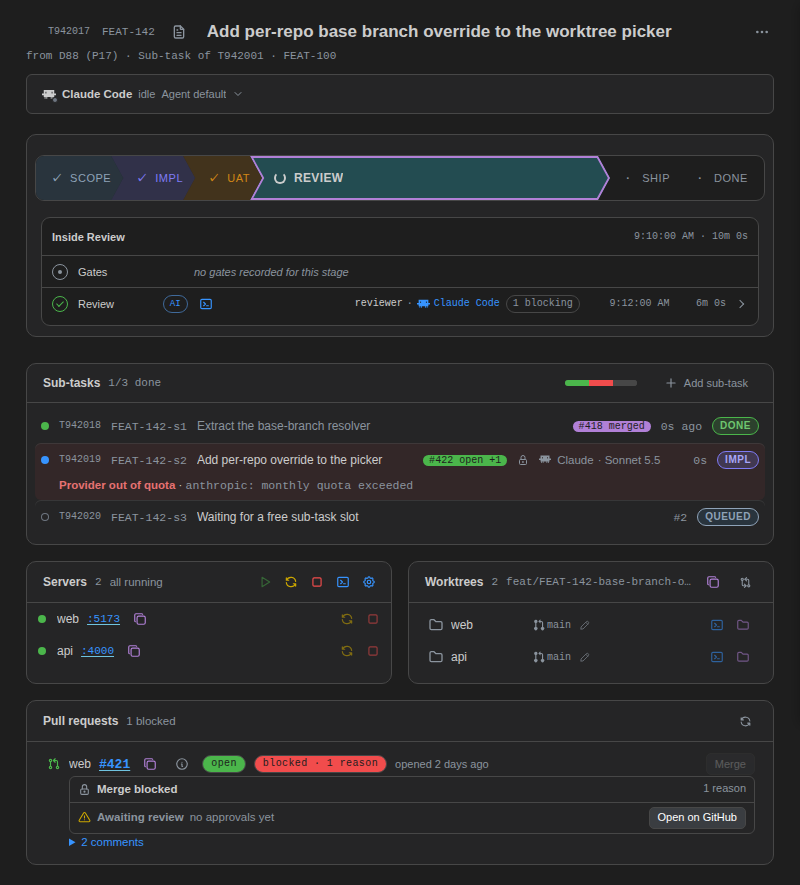 T942017 FEAT-142 Add per-repo base branch override to the worktree picker
from D88 (P17) · Sub-task of T942001 · FEAT-100
Claude Code idle Agent default
SCOPE IMPL UAT REVIEW SHIP DONE
Inside Review 9:10:00 AM · 10m 0s
Gates no gates recorded for this stage
Review AI reviewer · Claude Code 1 blocking 9:12:00 AM 6m 0s
Sub-tasks 1/3 done Add sub-task
T942018 FEAT-142-s1 Extract the base-branch resolver #418 merged 0s ago DONE
T942019 FEAT-142-s2 Add per-repo override to the picker #422 open +1 Claude · Sonnet 5.5 0s IMPL
Provider out of quota · anthropic: monthly quota exceeded
T942020 FEAT-142-s3 Waiting for a free sub-task slot #2 QUEUED
Servers 2 all running
web :5173
api :4000
Worktrees 2 feat/FEAT-142-base-branch-o…
web main
api main
Pull requests 1 blocked
web #421 open blocked · 1 reason opened 2 days ago Merge
Merge blocked 1 reason
Awaiting review no approvals yet Open on GitHub
2 comments